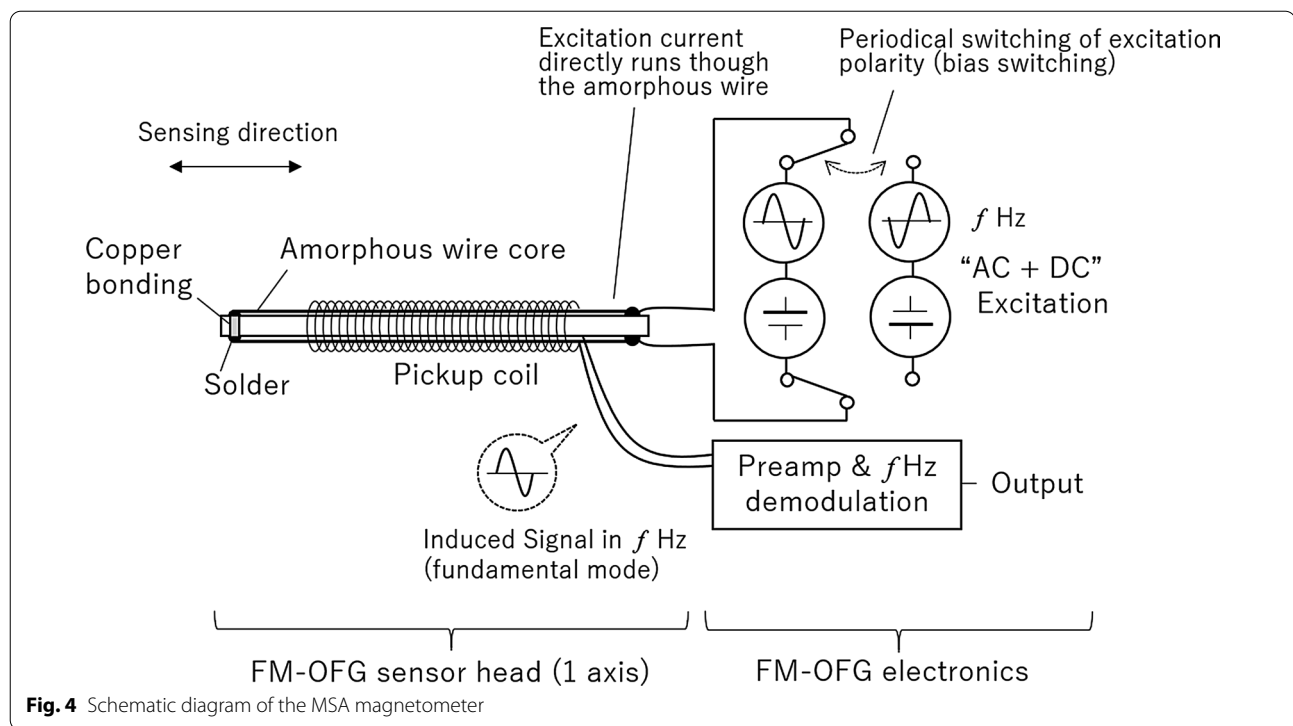 Excitation current
directly runs though
the amorphous wire
Periodical switching of excitation
polarity (bias switching)
Sensing direction
Copper
bonding
Amorphous wire core
Solder
Pickup coil
f Hz
“AC + DC”
Excitation
Induced Signal in f Hz
(fundamental mode)
Preamp & f Hz
demodulation
Output
FM-OFG sensor head (1 axis)
FM-OFG electronics
Fig. 4 Schematic diagram of the MSA magnetometer